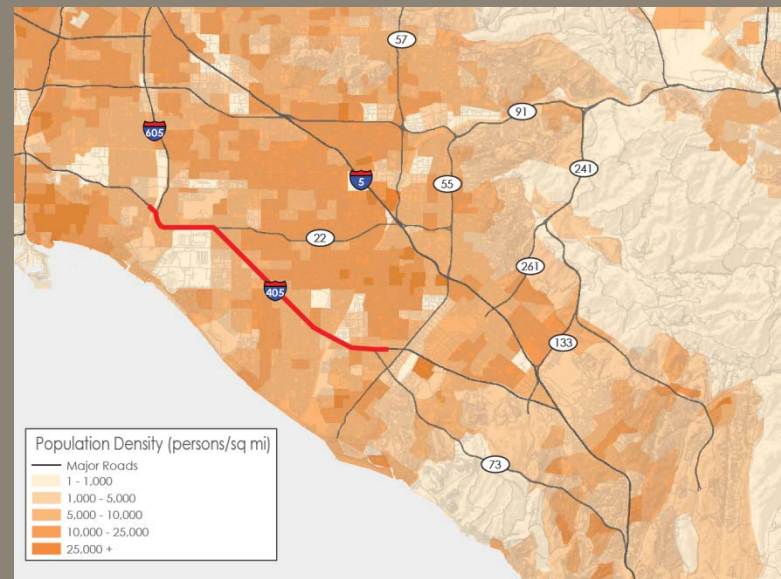 57
91
605
5
241
55
22
261
405
133
73
Population Density (persons/sq mi)
Major Roads
1 - 1,000
1,000 - 5,000
5,000 - 10,000
10,000 - 25,000
25,000 +